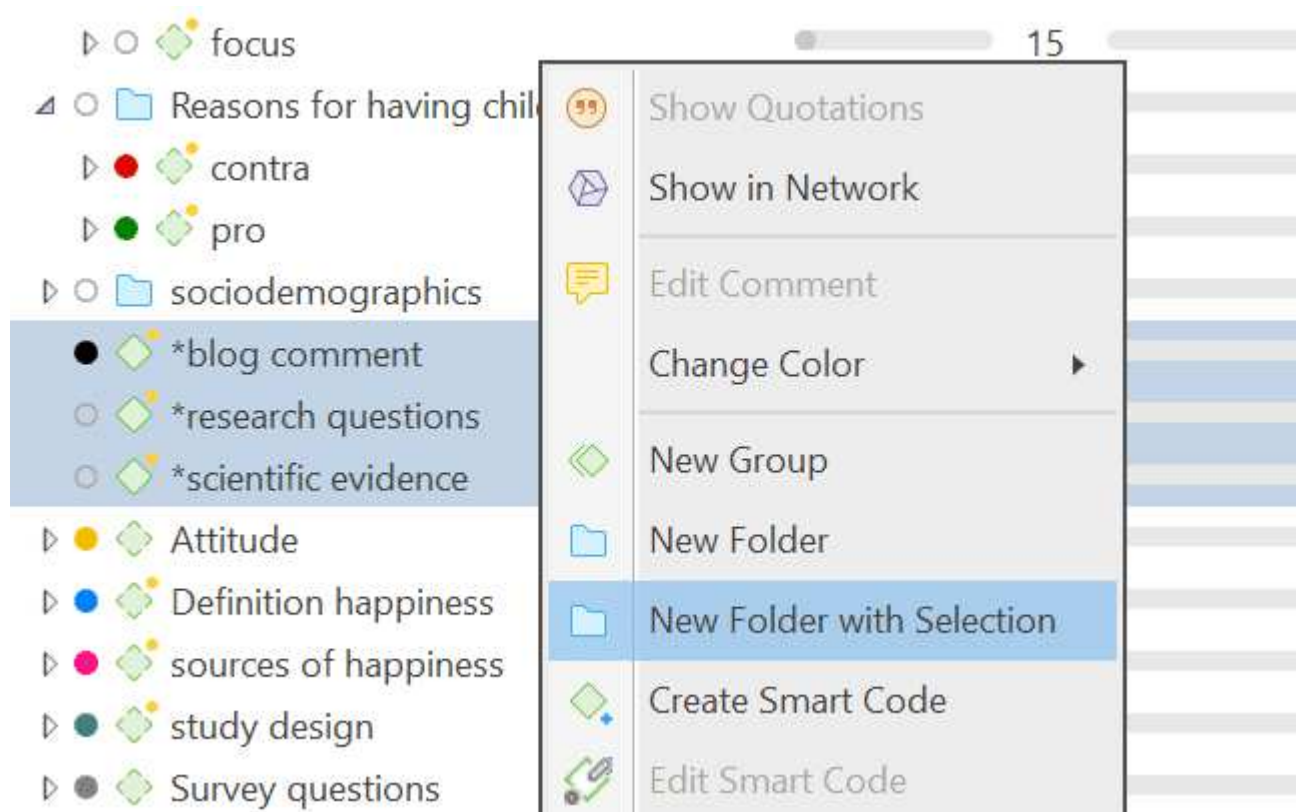 focus 15
Reasons for having chil
contra
pro
sociodemographics
*blog comment
*research questions
*scientific evidence
Attitude
Definition happiness
sources of happiness
study design
Survey questions
Show Quotations
Show in Network
Edit Comment
Change Color
New Group
New Folder
New Folder with Selection
Create Smart Code
Edit Smart Code